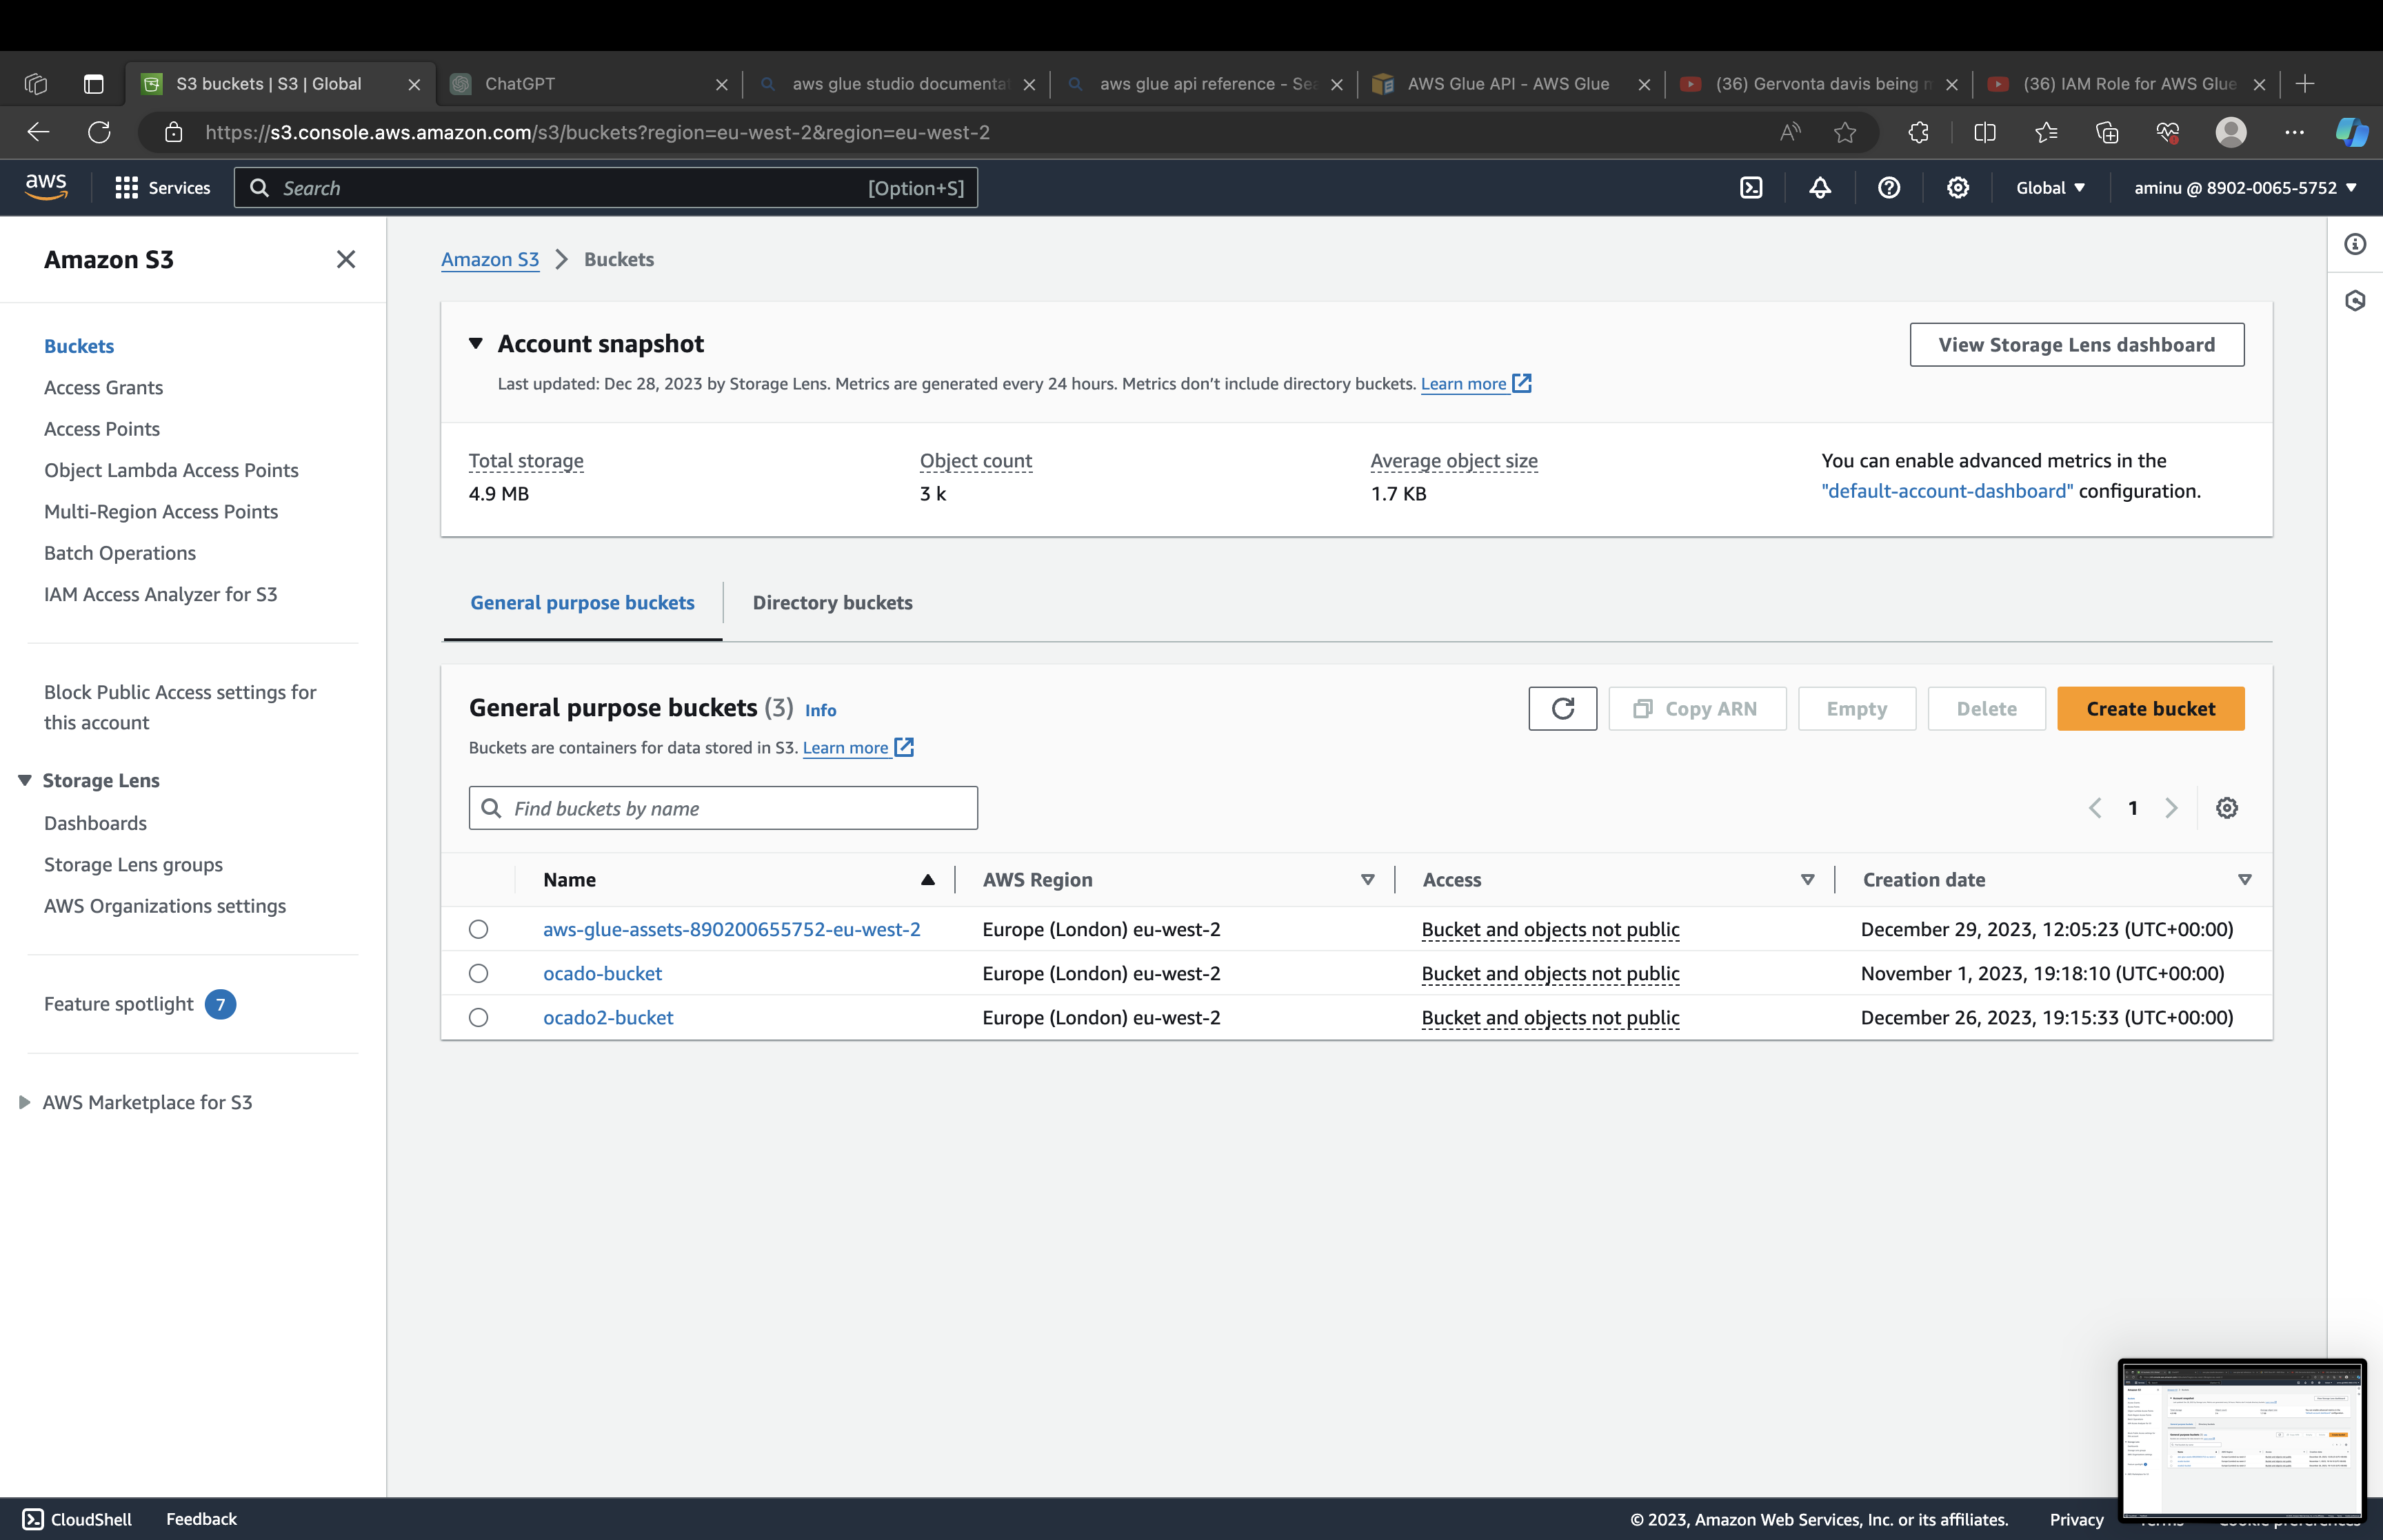 S3 buckets | S3 | Global
ChatGPT
aws glue studio documenta
aws glue api reference - Sea
AWS Glue API - AWS Glue
(36) Gervonta davis being n
(36) IAM Role for AWS Glue
https://s3.console.aws.amazon.com/s3/buckets?region=eu-west-2&region=eu-west-2
aws
Services
Search
[Option+S]
Global
aminu @ 8902-0065-5752
Amazon S3
Buckets
Access Grants
Access Points
Object Lambda Access Points
Multi-Region Access Points
Batch Operations
IAM Access Analyzer for S3
Block Public Access settings for
this account
Storage Lens
Dashboards
Storage Lens groups
AWS Organizations settings
Feature spotlight 7
AWS Marketplace for S3
Amazon S3 > Buckets
Account snapshot
View Storage Lens dashboard
Last updated: Dec 28, 2023 by Storage Lens. Metrics are generated every 24 hours. Metrics don't include directory buckets. Learn more
Total storage
4.9 MB
Object count
3 k
Average object size
1.7 KB
You can enable advanced metrics in the
"default-account-dashboard" configuration.
General purpose buckets
Directory buckets
General purpose buckets (3) Info
Copy ARN
Empty
Delete
Create bucket
Buckets are containers for data stored in S3. Learn more
Find buckets by name
1
Name AWS Region Access Creation date
aws-glue-assets-890200655752-eu-west-2 Europe (London) eu-west-2 Bucket and objects not public December 29, 2023, 12:05:23 (UTC+00:00)
ocado-bucket Europe (London) eu-west-2 Bucket and objects not public November 1, 2023, 19:18:10 (UTC+00:00)
ocado2-bucket Europe (London) eu-west-2 Bucket and objects not public December 26, 2023, 19:15:33 (UTC+00:00)
CloudShell
Feedback
© 2023, Amazon Web Services, Inc. or its affiliates.
Privacy